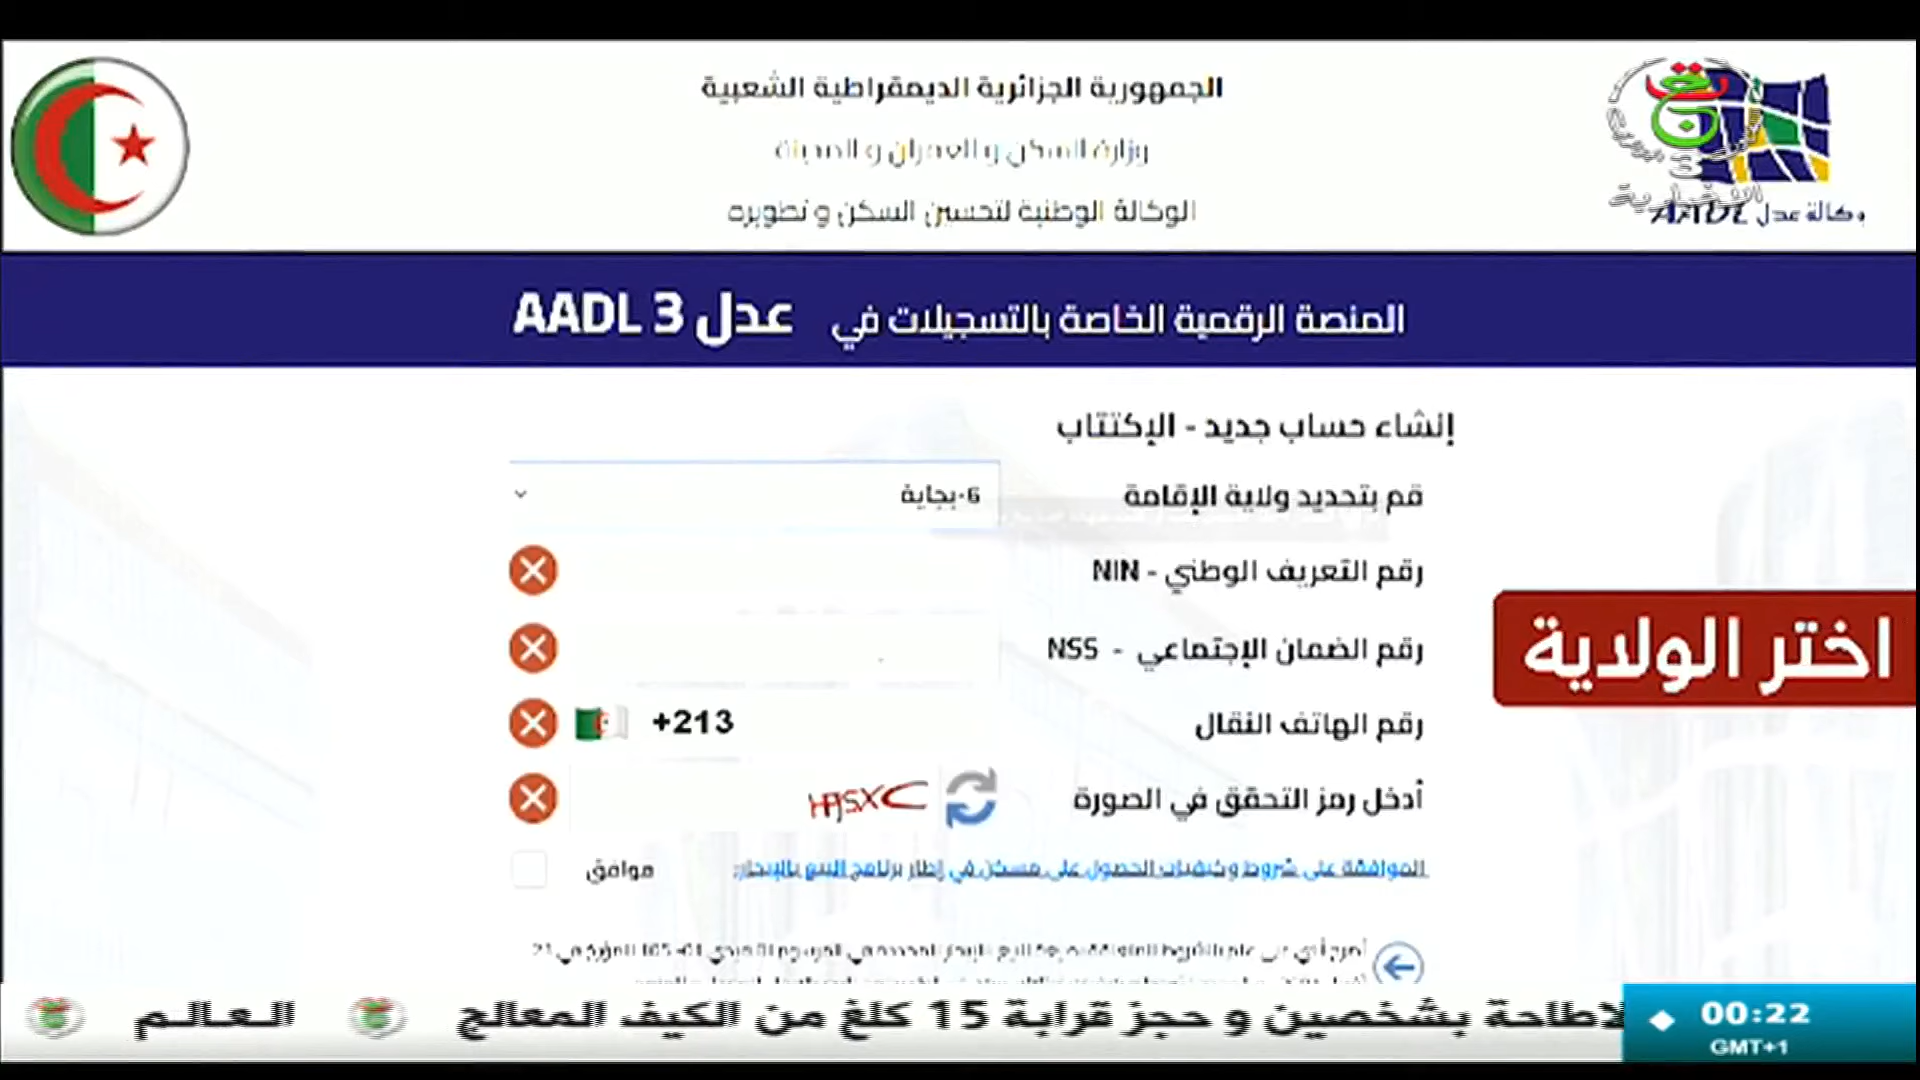 الجمهورية الجزائرية الديمقراطية الشعبية
وزارة السكن و العمران و المدينة
الوكالة الوطنية لتحسين السكن و تطويره
وكالة عدل AADL
المنصة الرقمية الخاصة بالتسجيلات في عدل 3 AADL
إنشاء حساب جديد - الإكتتاب
قم بتحديد ولاية الإقامة
6-بجاية
رقم التعريف الوطني - NIN
رقم الضمان الإجتماعي - NSS
اختر الولدية
رقم الهاتف النقال
+213
أدخل رمز التحقق في الصورة
الموافقة على شروط وكيفيات الحصول على مسكن في إطار برنامج البيع بالإيجار:
موافق
لاطاحة بشخصين و حجز قرابة 15 كلغ من الكيف المعالج
العالم
00:22
GMT+1